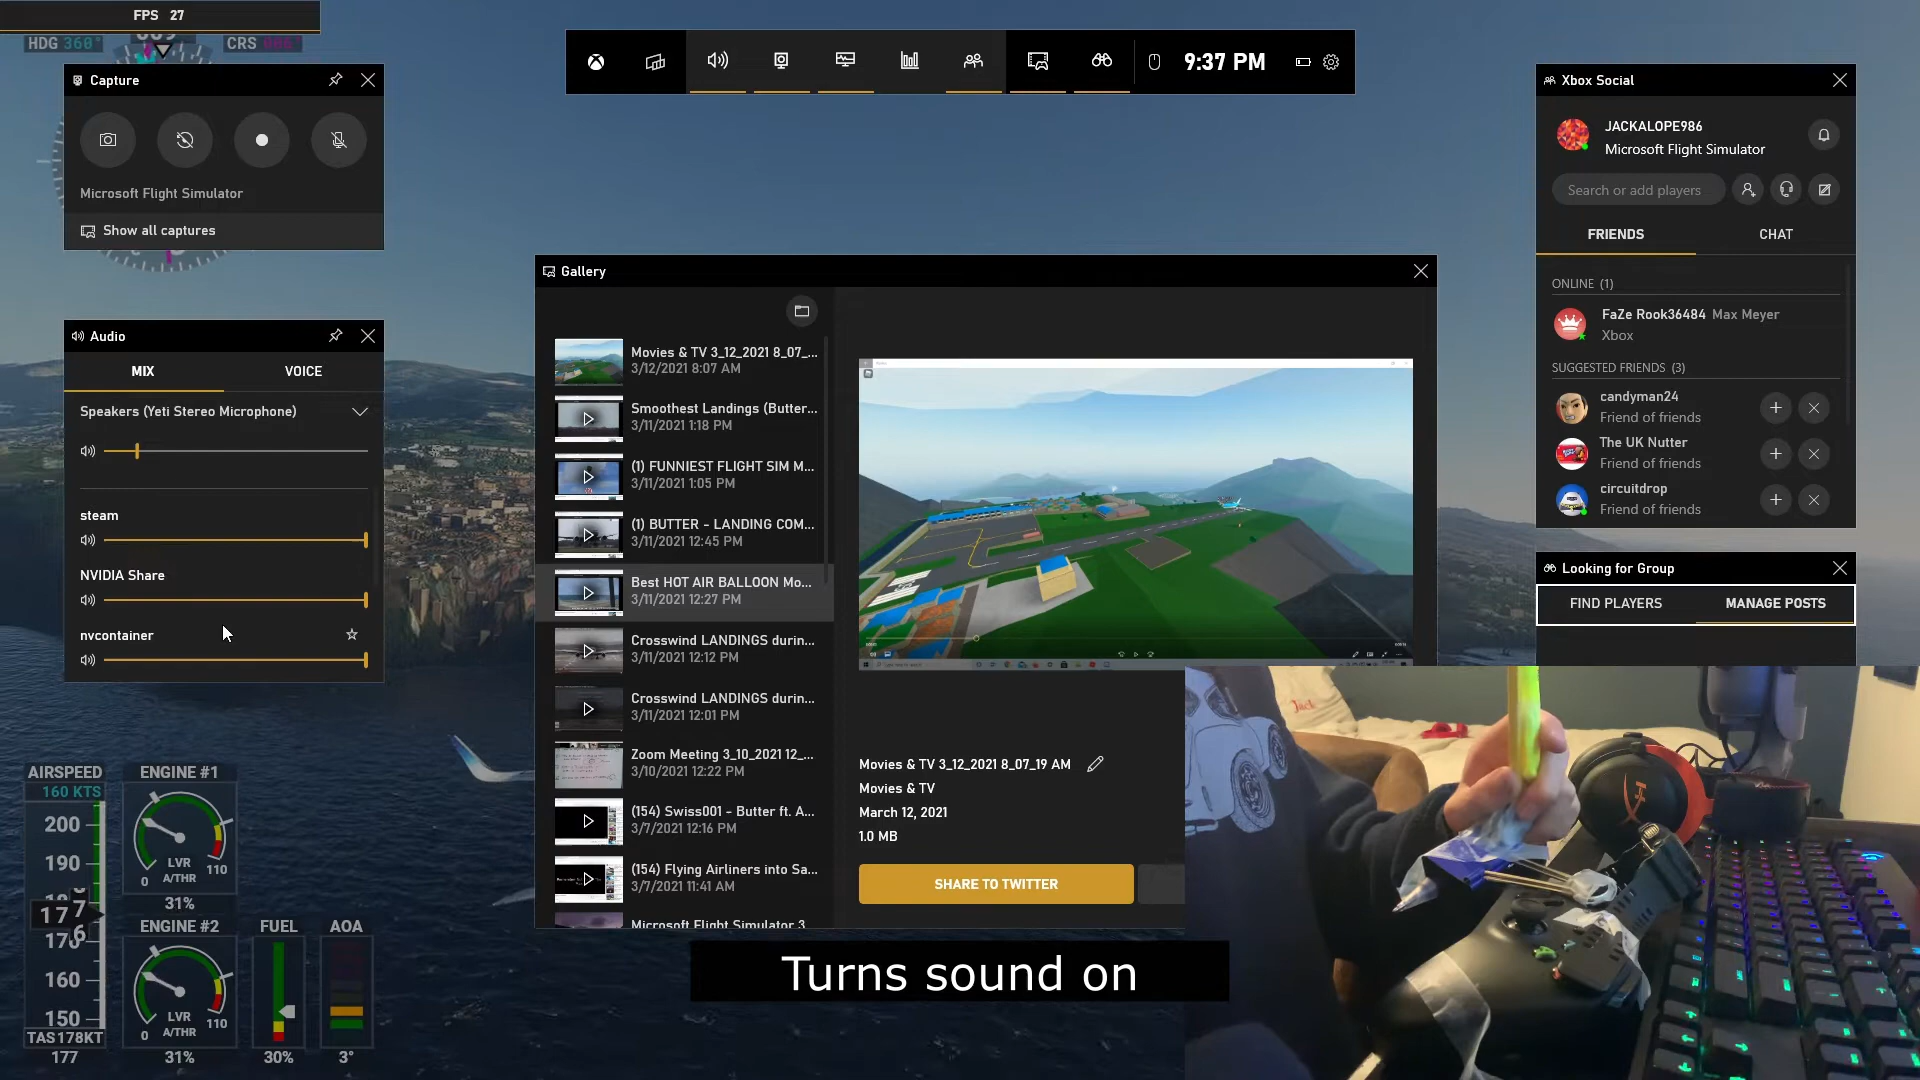 FPS 27
HDG 360°
CRS
Capture
Microsoft Flight Simulator
Show all captures
Audio
MIX
VOICE
Speakers (Yeti Stereo Microphone)
steam
NVIDIA Share
nvcontainer
9:37 PM
Gallery
Movies & TV 3_12_2021 8_07_...
3/12/2021 8:07 AM
Smoothest Landings (Butter...
3/11/2021 1:18 PM
(1) FUNNIEST FLIGHT SIM M...
3/11/2021 1:05 PM
(1) BUTTER - LANDING COM...
3/11/2021 12:45 PM
Best HOT AIR BALLOON Mo...
3/11/2021 12:27 PM
Crosswind LANDINGS durin...
3/11/2021 12:12 PM
Crosswind LANDINGS durin...
3/11/2021 12:01 PM
Zoom Meeting 3_10_2021 12_...
3/10/2021 12:22 PM
(154) Swiss001 - Butter ft. A...
3/7/2021 12:16 PM
(154) Flying Airliners into Sa...
3/7/2021 11:41 AM
Microsoft Flight Simulator 3
Movies & TV 3_12_2021 8_07_19 AM
Movies & TV
March 12, 2021
1.0 MB
SHARE TO TWITTER
Xbox Social
JACKALOPE986
Microsoft Flight Simulator
Search or add players
FRIENDS
CHAT
ONLINE (1)
FaZe Rook36484 Max Meyer
Xbox
SUGGESTED FRIENDS (3)
candyman24
Friend of friends
The UK Nutter
Friend of friends
circuitdrop
Friend of friends
Looking for Group
FIND PLAYERS
MANAGE POSTS
AIRSPEED
160 KTS
200
190
177
6
170
160
150
TAS178KT
177
ENGINE #1
LVR
A/THR
0
110
31%
ENGINE #2
LVR
A/THR
0
110
31%
FUEL
30%
AOA
3°
Jack
Turns sound on